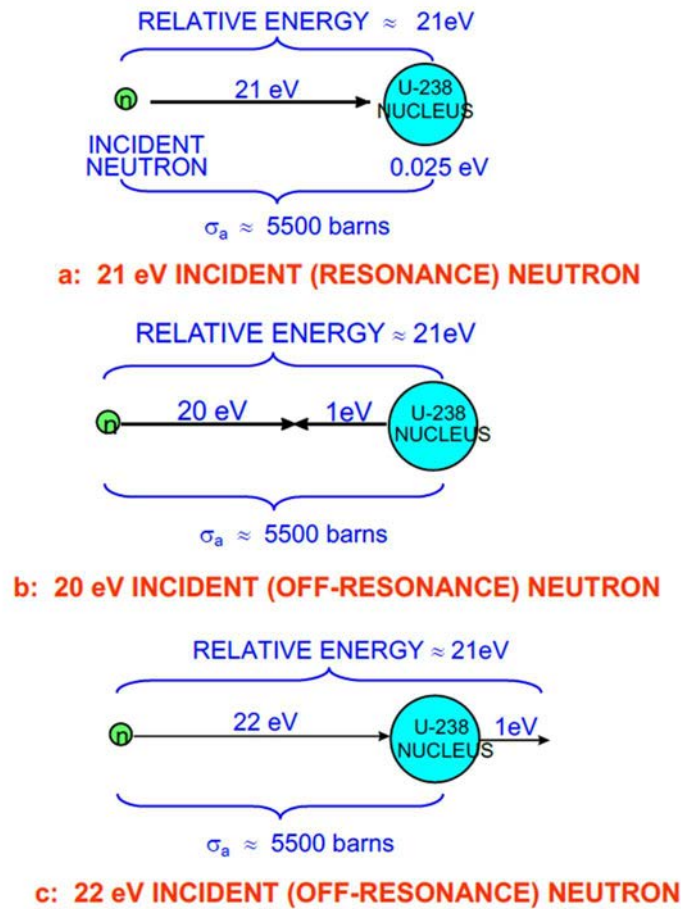 RELATIVE ENERGY ≈ 21eV
21 eV
n
U-238
NUCLEUS
INCIDENT
NEUTRON
0.025 eV
σa ≈ 5500 barns
a: 21 eV INCIDENT (RESONANCE) NEUTRON
RELATIVE ENERGY ≈ 21eV
n
20 eV
1eV
U-238
NUCLEUS
σa ≈ 5500 barns
b: 20 eV INCIDENT (OFF-RESONANCE) NEUTRON
RELATIVE ENERGY ≈ 21eV
n
22 eV
U-238
NUCLEUS
1eV
σa ≈ 5500 barns
c: 22 eV INCIDENT (OFF-RESONANCE) NEUTRON